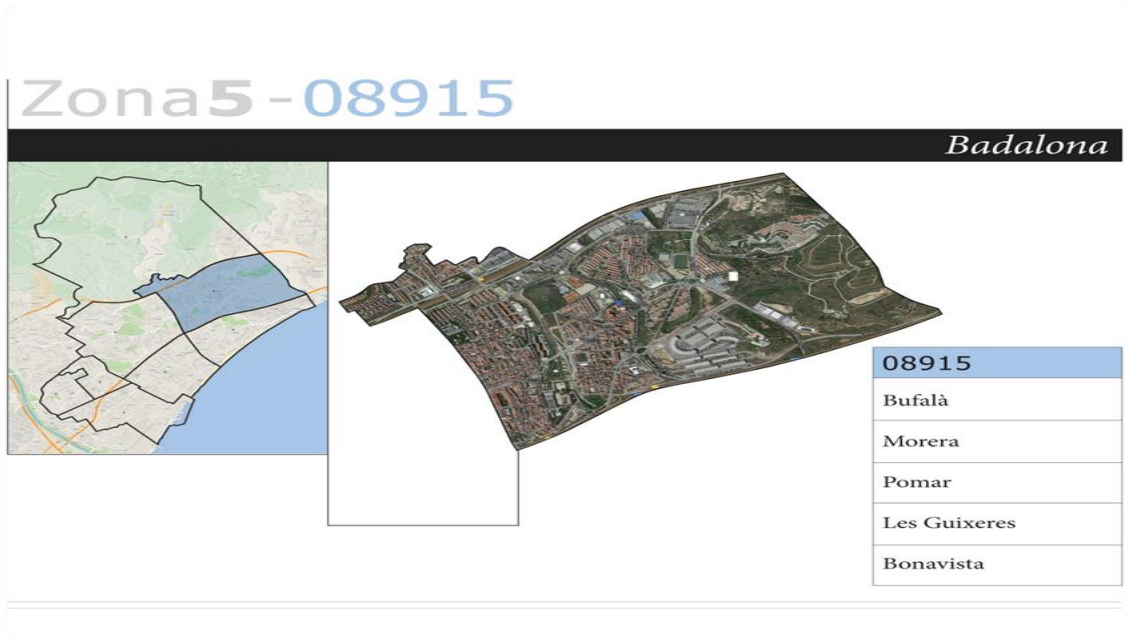 Zona5-08915
Badalona
08915
Bufalà
Morera
Pomar
Les Guixeres
Bonavista